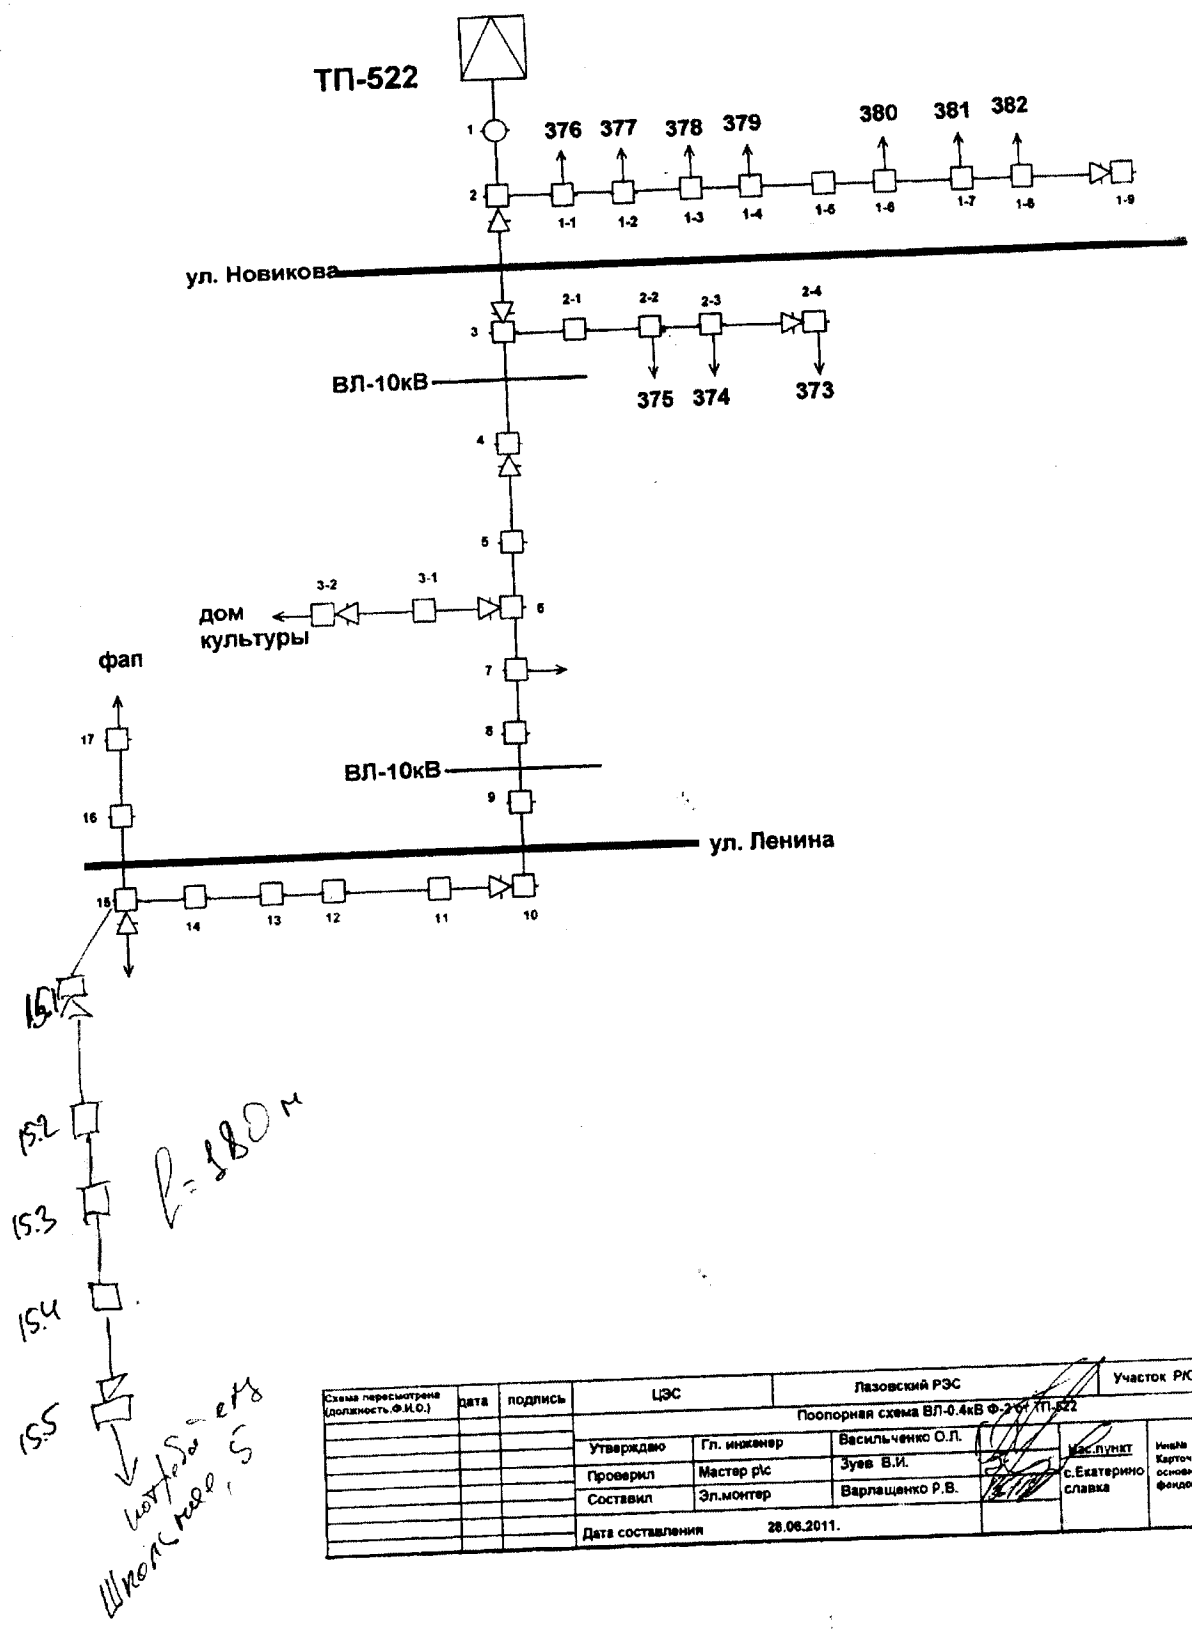 ТП-522
1
376 377 378 379 380 381 382
2
1-1 1-2 1-3 1-4 1-5 1-6 1-7 1-8 1-9
ул. Новикова
2-1 2-2 2-3 2-4
3
ВЛ-10кВ
375 374 373
4
5
3-2 3-1
дом
культуры
6
фап
7
17
8
ВЛ-10кВ
9
16
ул. Ленина
15 14 13 12 11 10
15.1
15.2
l=180 м
15.3
15.4
15.5
Школьная, 5
Схема пересмотрена
(должность.Ф.И.О.)
дата
подпись
ЦЭС
Лазовский РЭС
Участок
Поопорная схема ВЛ-0.4кВ Ф-2 от ТП-522
Утверждаю Гл. инженер Васильченко О.Л.
Проверил Мастер р\с Зуев В.И.
Составил Эл.монтер Варлащенко Р.В.
Нас.пункт
с.Екатерино
славка
Дата составления 28.06.2011.